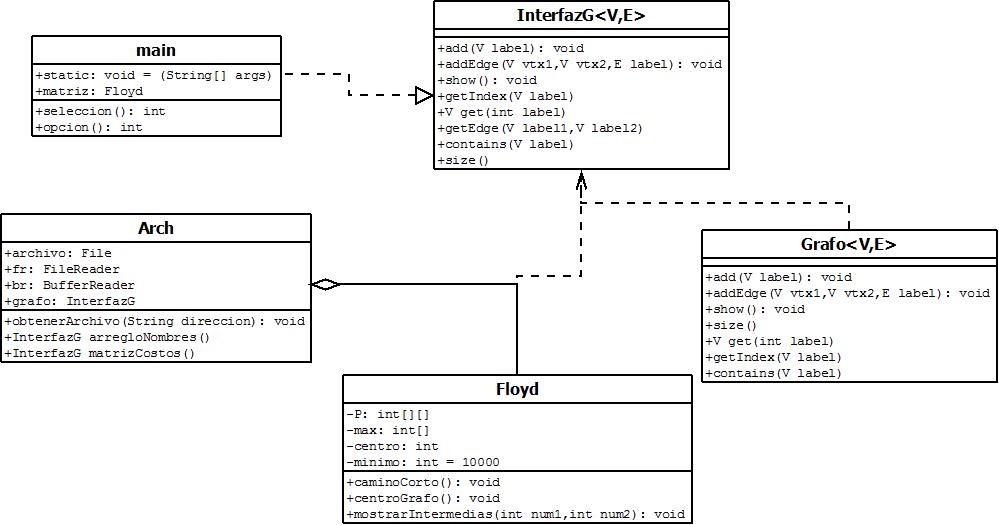 InterfazG<V,E>
+add(V label): void
+addEdge(V vtx1,V vtx2,E label): void
+show(): void
+getIndex(V label)
+V get(int label)
+getEdge(V label1,V label2)
+contains(V label)
+size()
main
+static: void = (String[] args)
+matriz: Floyd
+seleccion(): int
+opcion(): int
Arch
+archivo: File
+fr: FileReader
+br: BufferReader
+grafo: InterfazG
+obtenerArchivo(String direccion): void
+InterfazG arregloNombres()
+InterfazG matrizCostos()
Grafo<V,E>
+add(V label): void
+addEdge(V vtx1,V vtx2,E label): void
+show(): void
+size()
+V get(int label)
+getIndex(V label)
+contains(V label)
Floyd
-P: int[][]
-max: int[]
-centro: int
-minimo: int = 10000
+caminoCorto(): void
+centroGrafo(): void
+mostrarIntermedias(int num1,int num2): void